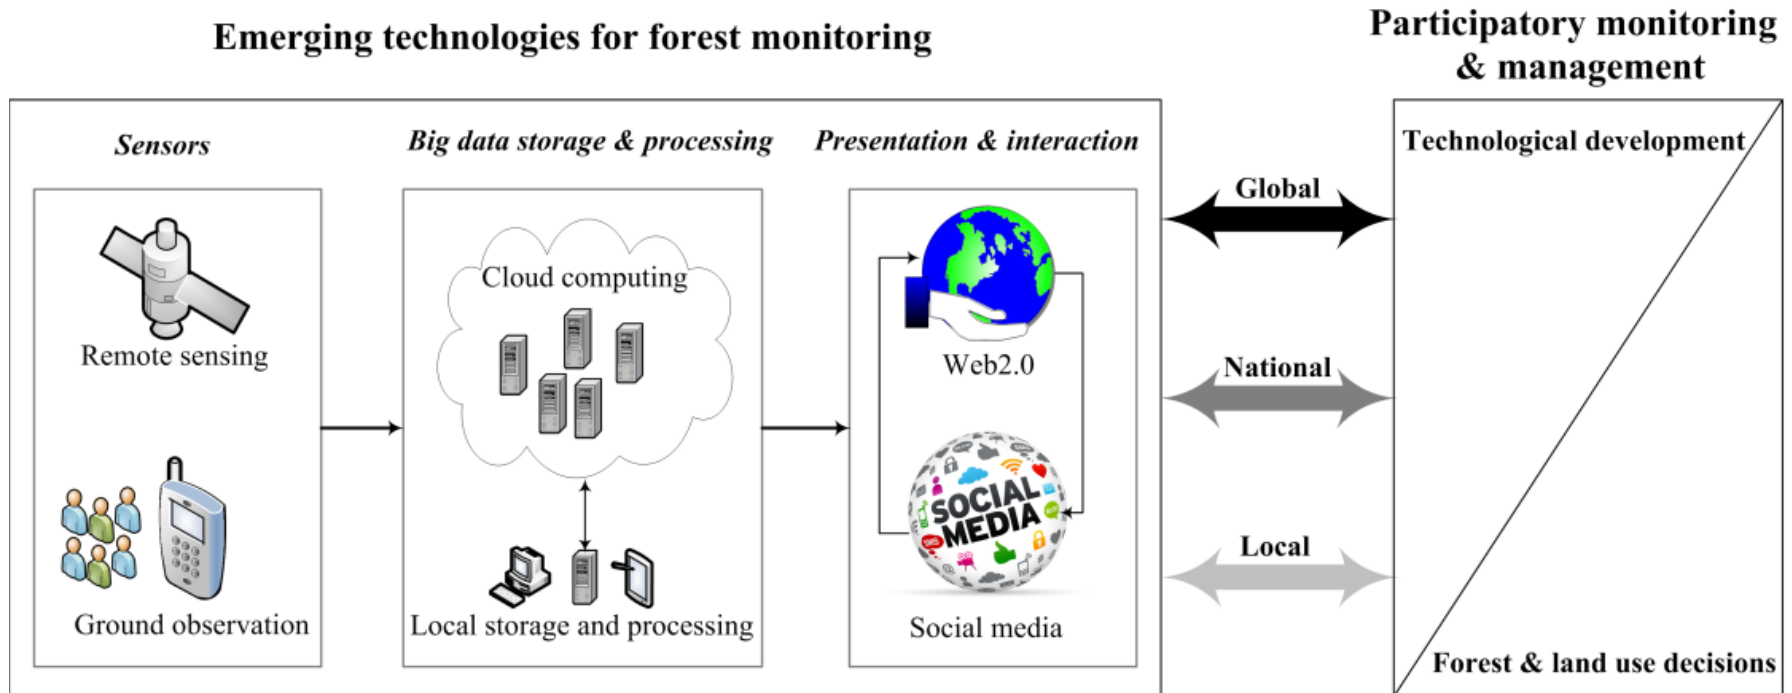 Emerging technologies for forest monitoring
Participatory monitoring
& management
Sensors
Big data storage & processing
Presentation & interaction
Remote sensing
Ground observation
Cloud computing
Local storage and processing
Web2.0
SOCIAL
MEDIA
SMS
Social media
Global
National
Local
Technological development
Forest & land use decisions